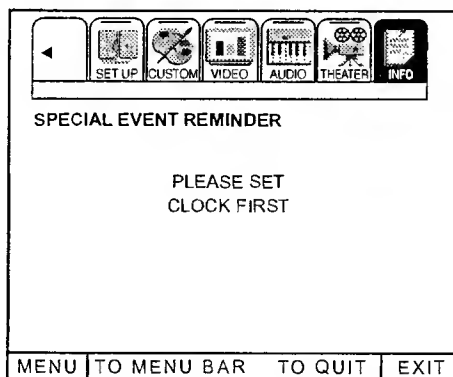 SET UP CUSTOM VIDEO AUDIO THEATER INFO
SPECIAL EVENT REMINDER
PLEASE SET
CLOCK FIRST
MENU TO MENU BAR TO QUIT EXIT